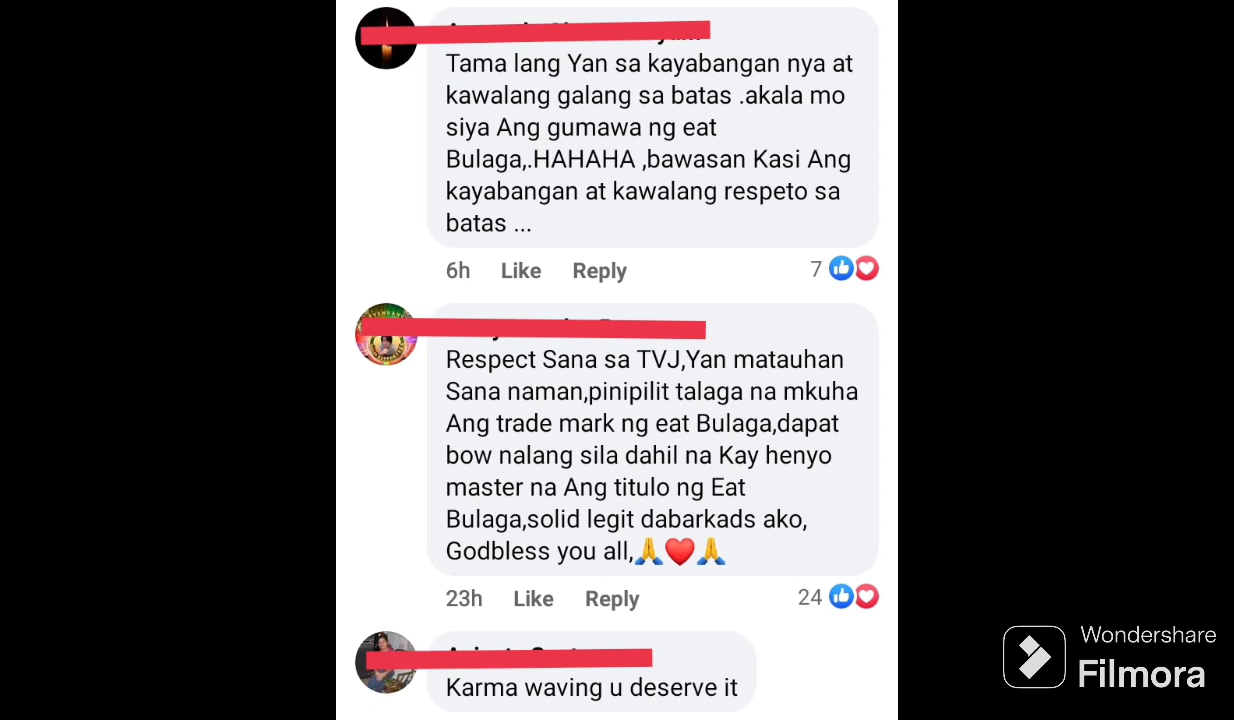 Tama lang Yan sa kayabangan nya at
kawalang galang sa batas .akala mo
siya Ang gumawa ng eat
Bulaga,.HAHAHA ,bawasan Kasi Ang
kayabangan at kawalang respeto sa
batas ...
6h Like Reply 7
Respect Sana sa TVJ,Yan matauhan
Sana naman,pinipilit talaga na mkuha
Ang trade mark ng eat Bulaga,dapat
bow nalang sila dahil na Kay henyo
master na Ang titulo ng Eat
Bulaga,solid legit dabarkads ako,
Godbless you all,🙏❤️🙏
23h Like Reply 24
Karma waving u deserve it
Wondershare
Filmora